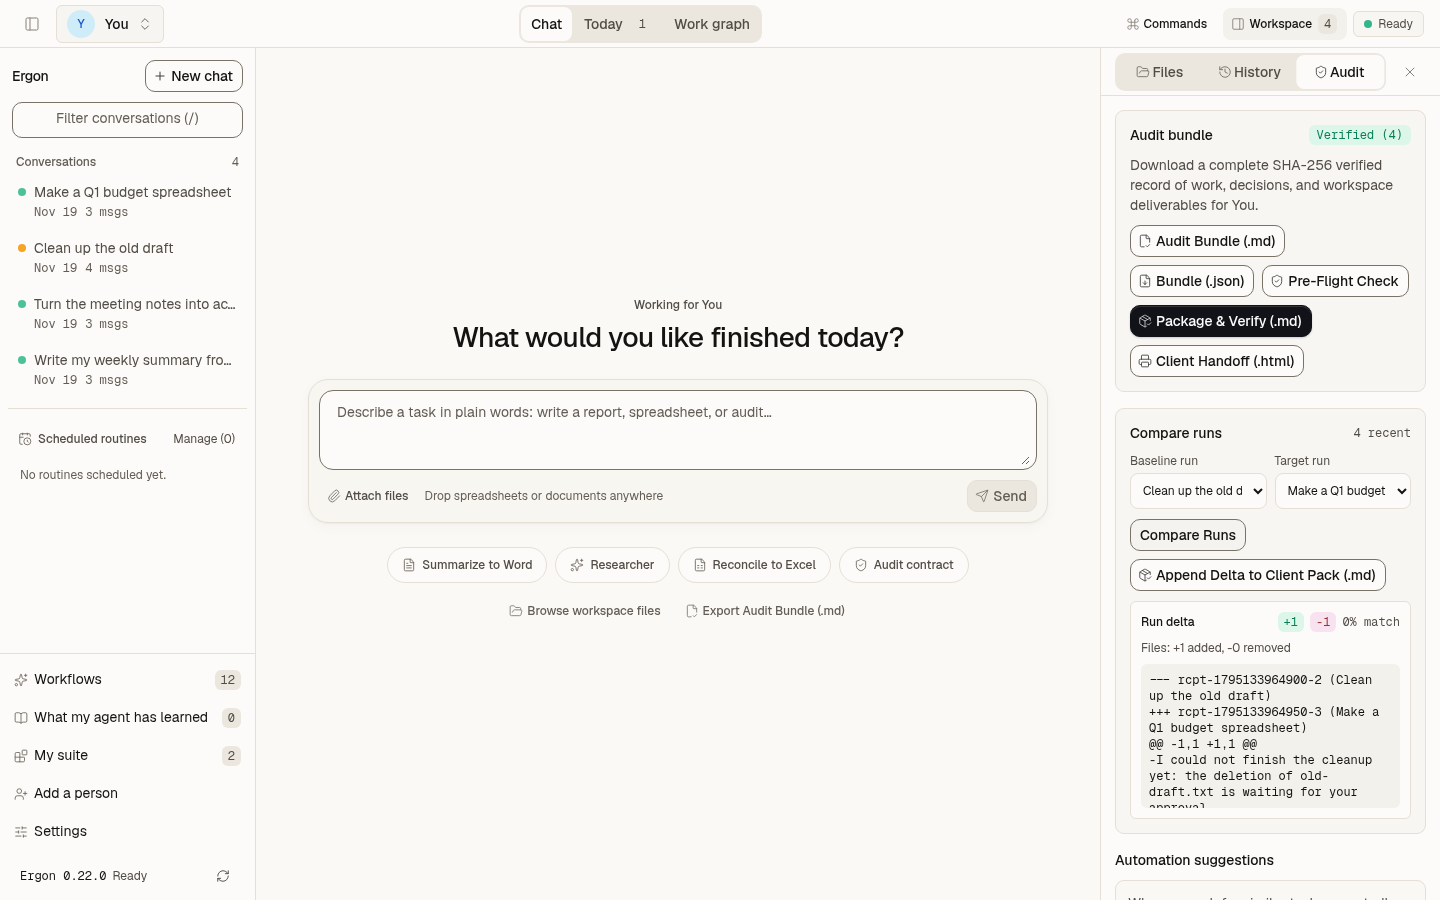 Y You
Chat
Today 1
Work graph
Commands
Workspace 4
Ready
Ergon
New chat
Filter conversations (/)
Conversations 4
Make a Q1 budget spreadsheet
Nov 19 3 msgs
Clean up the old draft
Nov 19 4 msgs
Turn the meeting notes into ac…
Nov 19 3 msgs
Write my weekly summary fro…
Nov 19 3 msgs
Scheduled routines Manage (0)
No routines scheduled yet.
Workflows 12
What my agent has learned 0
My suite 2
Add a person
Settings
Ergon 0.22.0 Ready
Working for You
What would you like finished today?
Describe a task in plain words: write a report, spreadsheet, or audit…
Attach files
Drop spreadsheets or documents anywhere
Send
Summarize to Word
Researcher
Reconcile to Excel
Audit contract
Browse workspace files
Export Audit Bundle (.md)
Files
History
Audit
Audit bundle Verified (4)
Download a complete SHA-256 verified
record of work, decisions, and workspace
deliverables for You.
Audit Bundle (.md)
Bundle (.json)
Pre-Flight Check
Package & Verify (.md)
Client Handoff (.html)
Compare runs 4 recent
Baseline run
Target run
Clean up the old d
Make a Q1 budget
Compare Runs
Append Delta to Client Pack (.md)
Run delta +1 -1 0% match
Files: +1 added, -0 removed
--- rcpt-1795133964900-2 (Clean
up the old draft)
+++ rcpt-1795133964950-3 (Make a
Q1 budget spreadsheet)
@@ -1,1 +1,1 @@
-I could not finish the cleanup
yet: the deletion of old-
draft.txt is waiting for your
approval
Automation suggestions